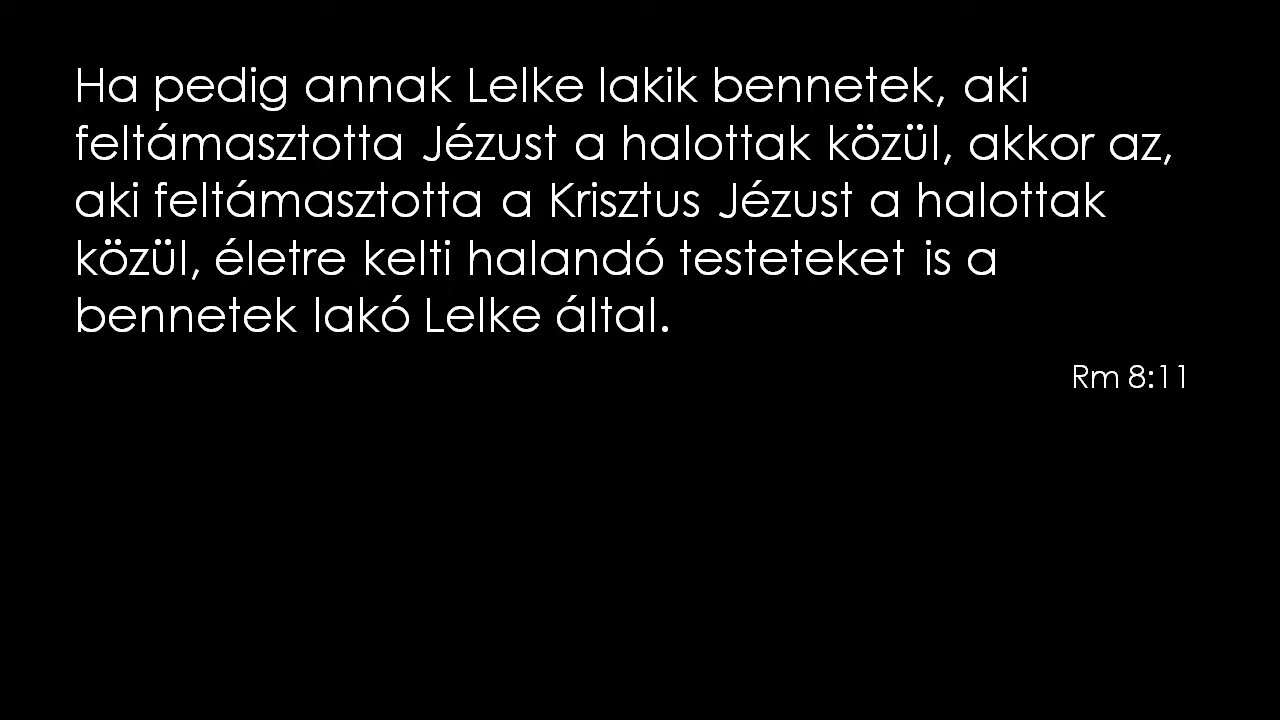 Ha pedig annak Lelke lakik bennetek, aki
feltámasztotta Jézust a halottak közül, akkor az,
aki feltámasztotta a Krisztus Jézust a halottak
közül, életre kelti halandó testeteket is a
bennetek lakó Lelke által.
Rm 8:11